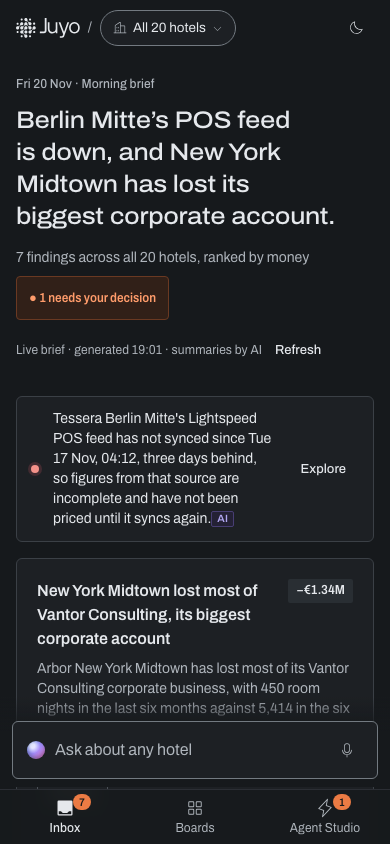 Juyo / All 20 hotels
Fri 20 Nov · Morning brief
Berlin Mitte’s POS feed
is down, and New York
Midtown has lost its
biggest corporate account.
7 findings across all 20 hotels, ranked by money
1 needs your decision
Live brief · generated 19:01 · summaries by AI Refresh
Tessera Berlin Mitte's Lightspeed
POS feed has not synced since Tue
17 Nov, 04:12, three days behind,
so figures from that source are
incomplete and have not been
priced until it syncs again. AI
Explore
New York Midtown lost most of
Vantor Consulting, its biggest
corporate account
−€1.34M
Arbor New York Midtown has lost most of its Vantor
Consulting corporate business, with 450 room
nights in the last six months against 5,414 in the six
Ask about any hotel
7 1
Inbox Boards Agent Studio